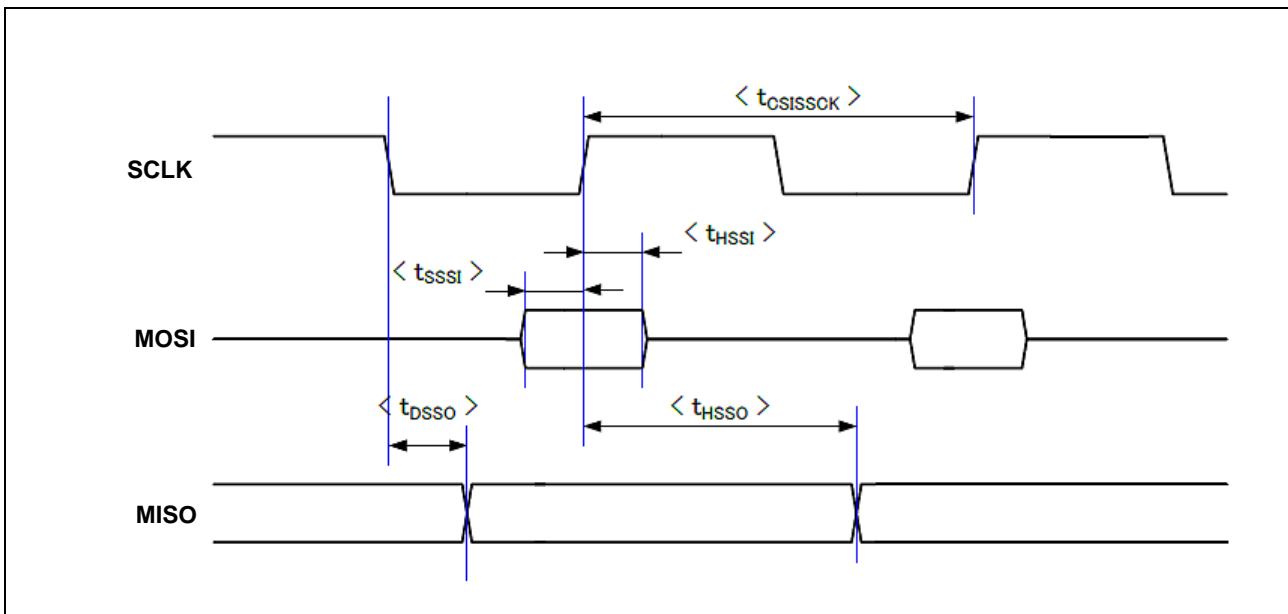 < tCSISSCK >
SCLK
< tHSSI >
< tSSSI >
MOSI
< tDSSO >
< tHSSO >
MISO